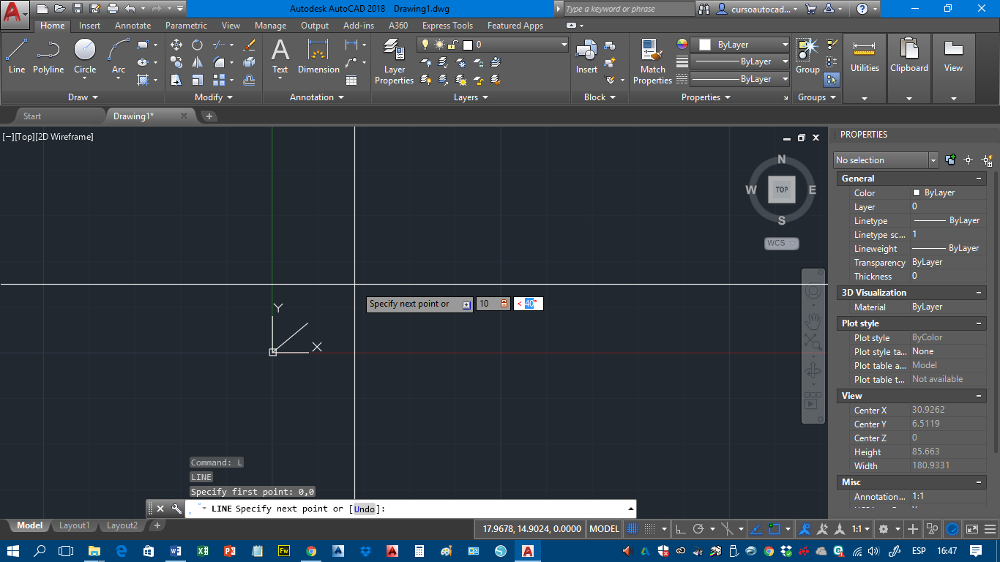 Autodesk AutoCAD 2018 Drawing1.dwg
Type a keyword or phrase
cursoautocad...
Home Insert Annotate Parametric View Manage Output Add-ins A360 Express Tools Featured Apps
0
ByLayer
Line Polyline Circle Arc
Text Dimension
Layer
Properties
Insert
Match
Properties
ByLayer
ByLayer
Group
Utilities Clipboard View
Draw Modify Annotation Layers Block Properties Groups
Start Drawing1*
[−][Top][2D Wireframe]
N
W TOP E
S
WCS
Specify next point or 10 < 40°
Y
X
Command: L
LINE
Specify first point: 0,0
LINE Specify next point or [Undo]:
PROPERTIES
No selection
General
Color ByLayer
Layer 0
Linetype ByLayer
Linetype sc... 1
Lineweight ByLayer
Transparency ByLayer
Thickness 0
3D Visualization
Material ByLayer
Plot style
Plot style ByColor
Plot style ta... None
Plot table a... Model
Plot table t... Not available
View
Center X 30.9262
Center Y 6.5119
Center Z 0
Height 85.663
Width 180.9331
Misc
Annotation... 1:1
Model Layout1 Layout2
17.9678, 14.9024, 0.0000 MODEL 1:1
Fw
ESP 16:47